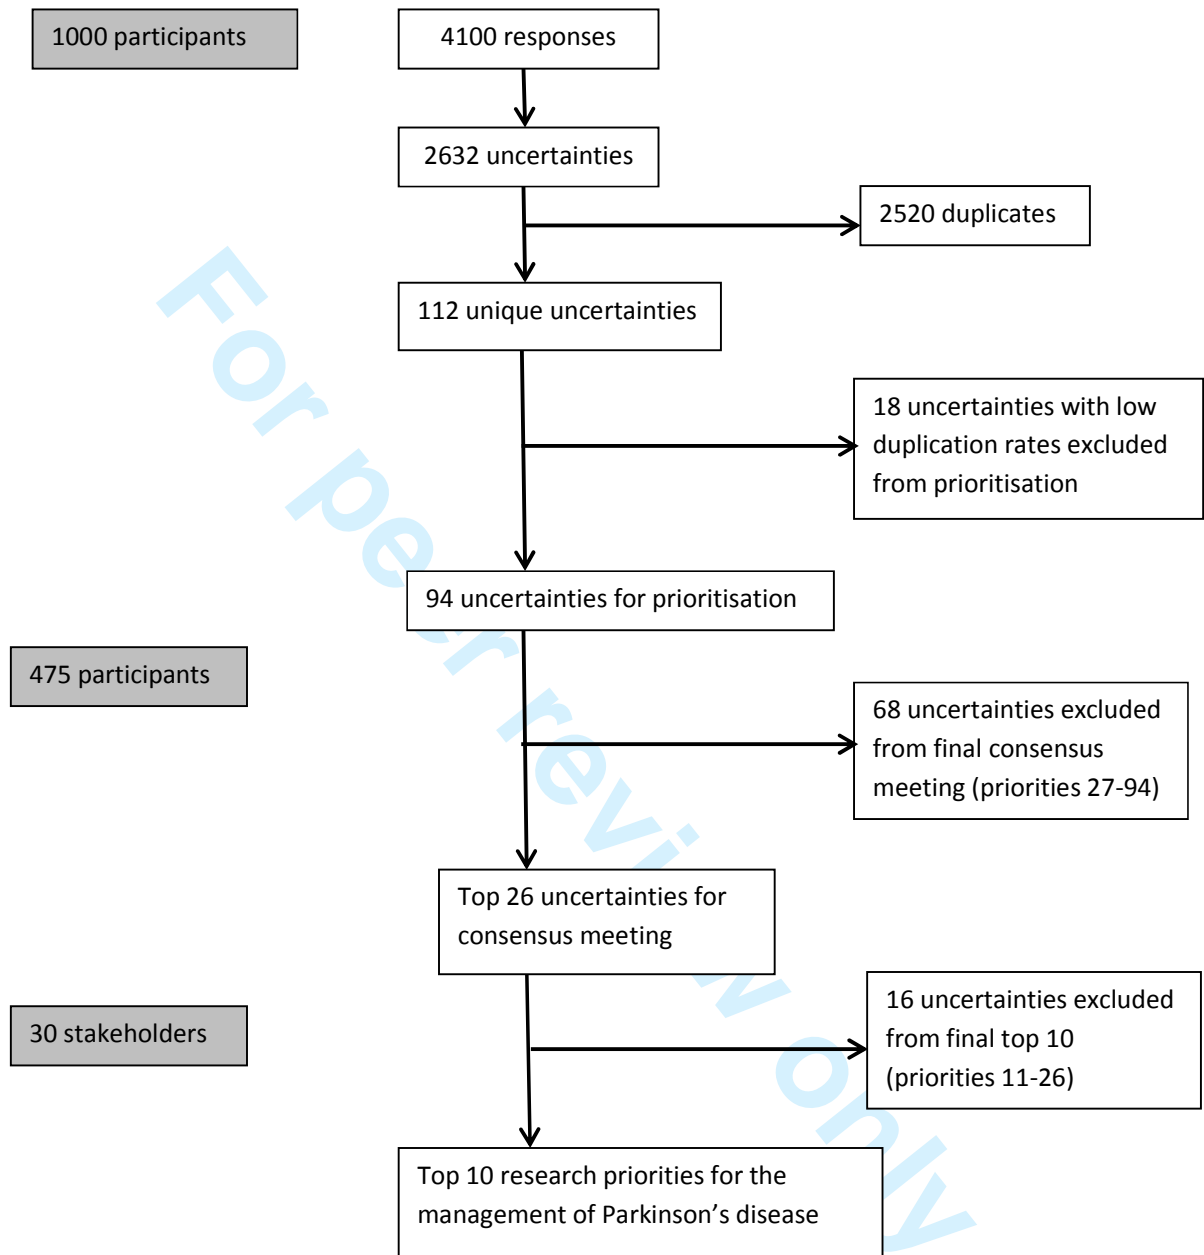 1000 participants
4100 responses
2632 uncertainties
2520 duplicates
112 unique uncertainties
18 uncertainties with low
duplication rates excluded
from prioritisation
94 uncertainties for prioritisation
475 participants
68 uncertainties excluded
from final consensus
meeting (priorities 27-94)
Top 26 uncertainties for
consensus meeting
30 stakeholders
16 uncertainties excluded
from final top 10
(priorities 11-26)
Top 10 research priorities for the
management of Parkinson’s disease
For peer review only